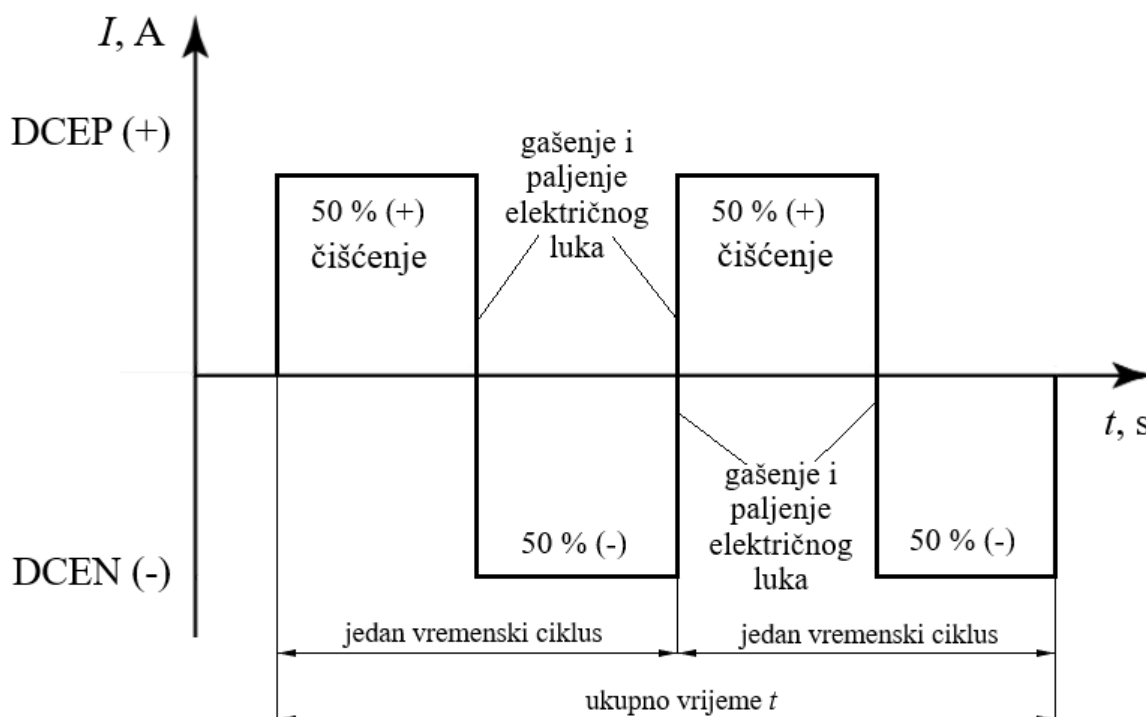 I, A
DCEP (+)
gašenje i
paljenje
električnog
luka
50 % (+)
čišćenje
50 % (+)
čišćenje
t, s
gašenje i
paljenje
električnog
luka
50 % (-)
50 % (-)
DCEN (-)
jedan vremenski ciklus
jedan vremenski ciklus
ukupno vrijeme t